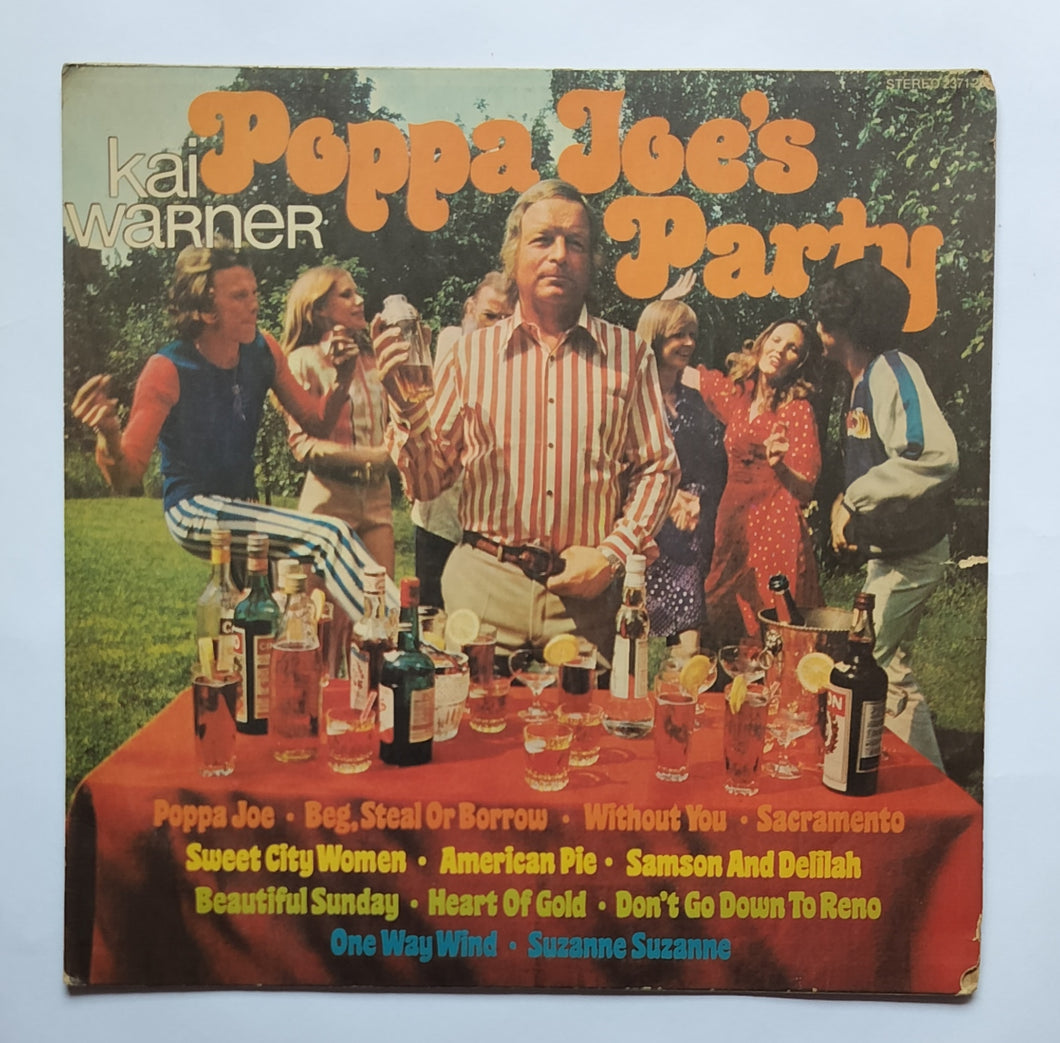 STEREO 2371
Poppa Joe's
Party
kai
warner
Poppa Joe · Beg, Steal Or Borrow · Without You · Sacramento
Sweet City Women · American Pie · Samson And Delilah
Beautiful Sunday · Heart Of Gold · Don't Go Down To Reno
One Way Wind · Suzanne Suzanne